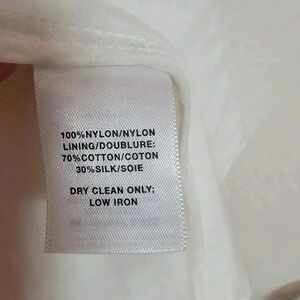 100%NYLON/NYLON
LINING/DOUBLURE:
70%COTTON/COTON
30%SILK/SOIE
DRY CLEAN ONLY;
LOW IRON